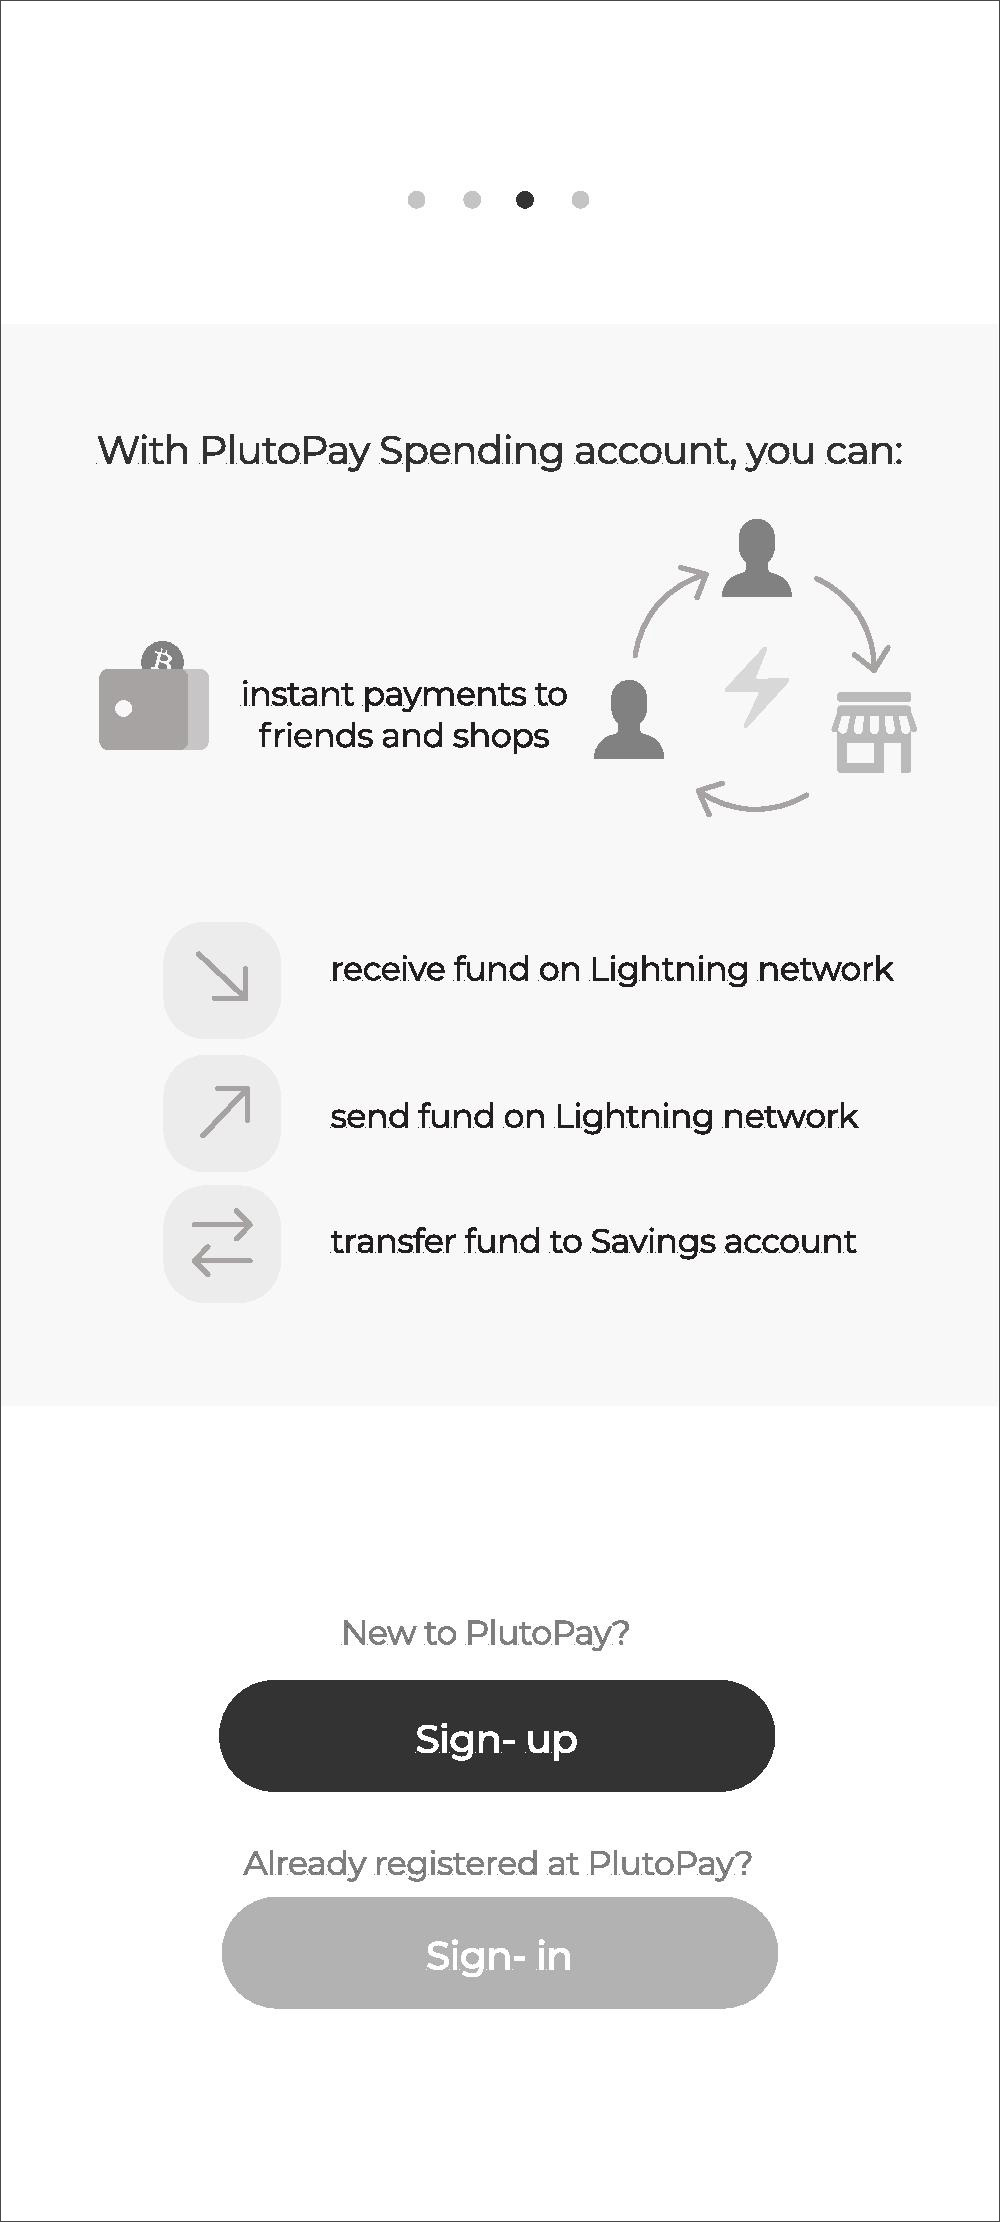 With PlutoPay Spending account, you can:
instant payments to
friends and shops
receive fund on Lightning network
send fund on Lightning network
transfer fund to Savings account
New to PlutoPay?
Sign- up
Already registered at PlutoPay?
Sign- in